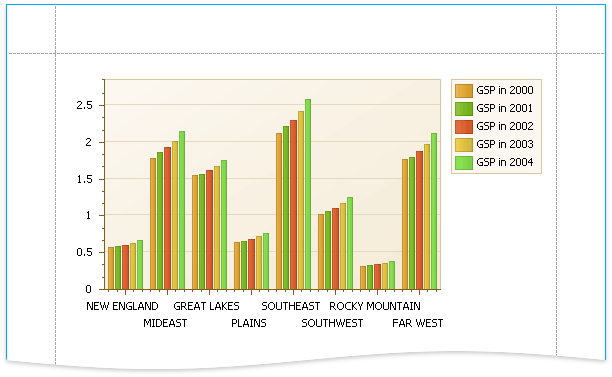 2.5
2
1.5
1
0.5
0
NEW ENGLAND
GREAT LAKES
SOUTHEAST
ROCKY MOUNTAIN
MIDEAST
PLAINS
SOUTHWEST
FAR WEST
GSP in 2000
GSP in 2001
GSP in 2002
GSP in 2003
GSP in 2004